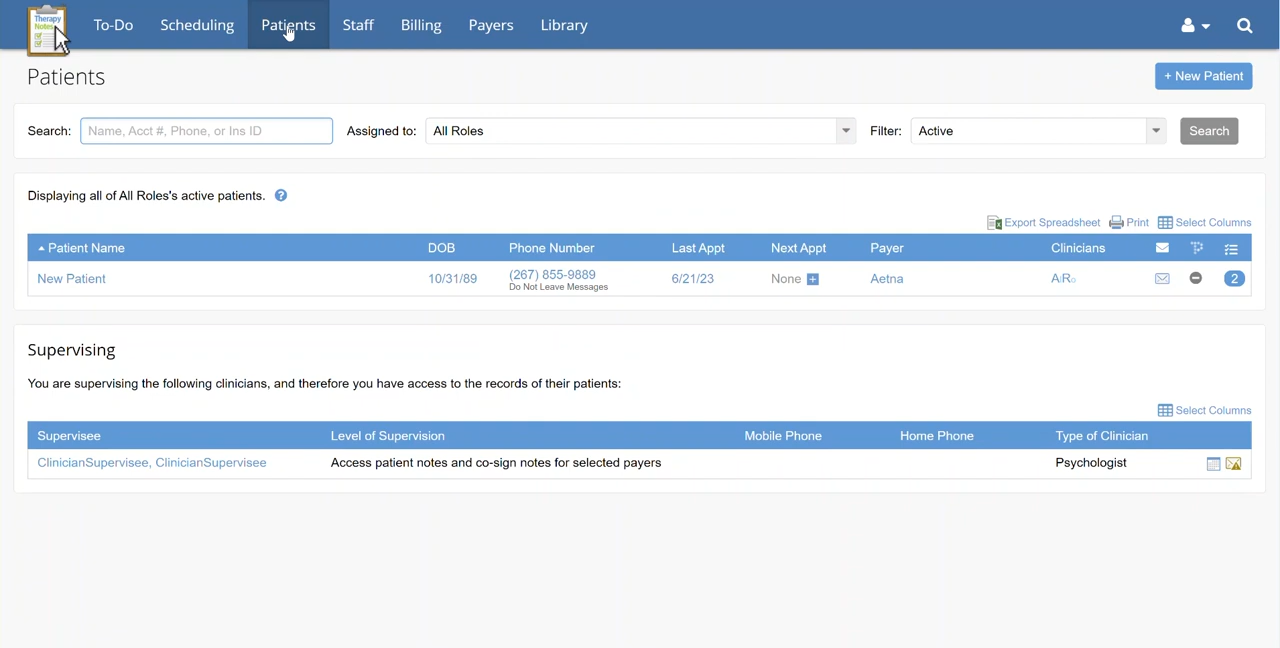 Therapy
Notes
To-Do Scheduling Patients Staff Billing Payers Library
Patients
+ New Patient
Search: Name, Acct #, Phone, or Ins ID Assigned to: All Roles Filter: Active Search
Displaying all of All Roles's active patients. ?
Export Spreadsheet Print Select Columns
Patient Name DOB Phone Number Last Appt Next Appt Payer Clinicians
New Patient 10/31/89 (267) 855-9889 6/21/23 None + Aetna 2
Do Not Leave Messages
Supervising
You are supervising the following clinicians, and therefore you have access to the records of their patients:
Select Columns
Supervisee Level of Supervision Mobile Phone Home Phone Type of Clinician
ClinicianSupervisee, ClinicianSupervisee Access patient notes and co-sign notes for selected payers Psychologist